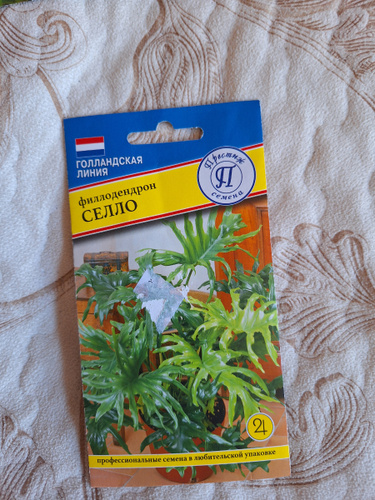 ГОЛЛАНДСКАЯ
ЛИНИЯ
Престиж
П
семена
филлодендрон
СЕЛЛО
профессиональные семена в любительской упаковке